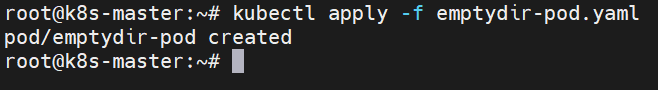 root@k8s-master:~# kubectl apply -f emptydir-pod.yaml
pod/emptydir-pod created
root@k8s-master:~#